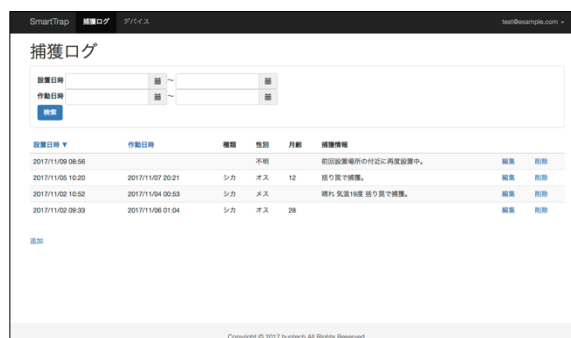 SmartTrap 捕獲ログ デバイス test@example.com
捕獲ログ
設置日時 ~
作動日時 ~
検索
設置日時 ▼ 作動日時 種類 性別 月齢 捕獲情報
2017/11/09 08:56 不明 前回設置場所の付近に再度設置中。 編集 削除
2017/11/05 10:20 2017/11/07 20:21 シカ オス 12 括り罠で捕獲。 編集 削除
2017/11/02 10:52 2017/11/04 00:53 シカ メス 晴れ 気温19度 括り罠で捕獲。 編集 削除
2017/11/02 09:33 2017/11/06 01:04 シカ オス 28 編集 削除
追加
Copyright © 2017 huntech All Rights Reserved